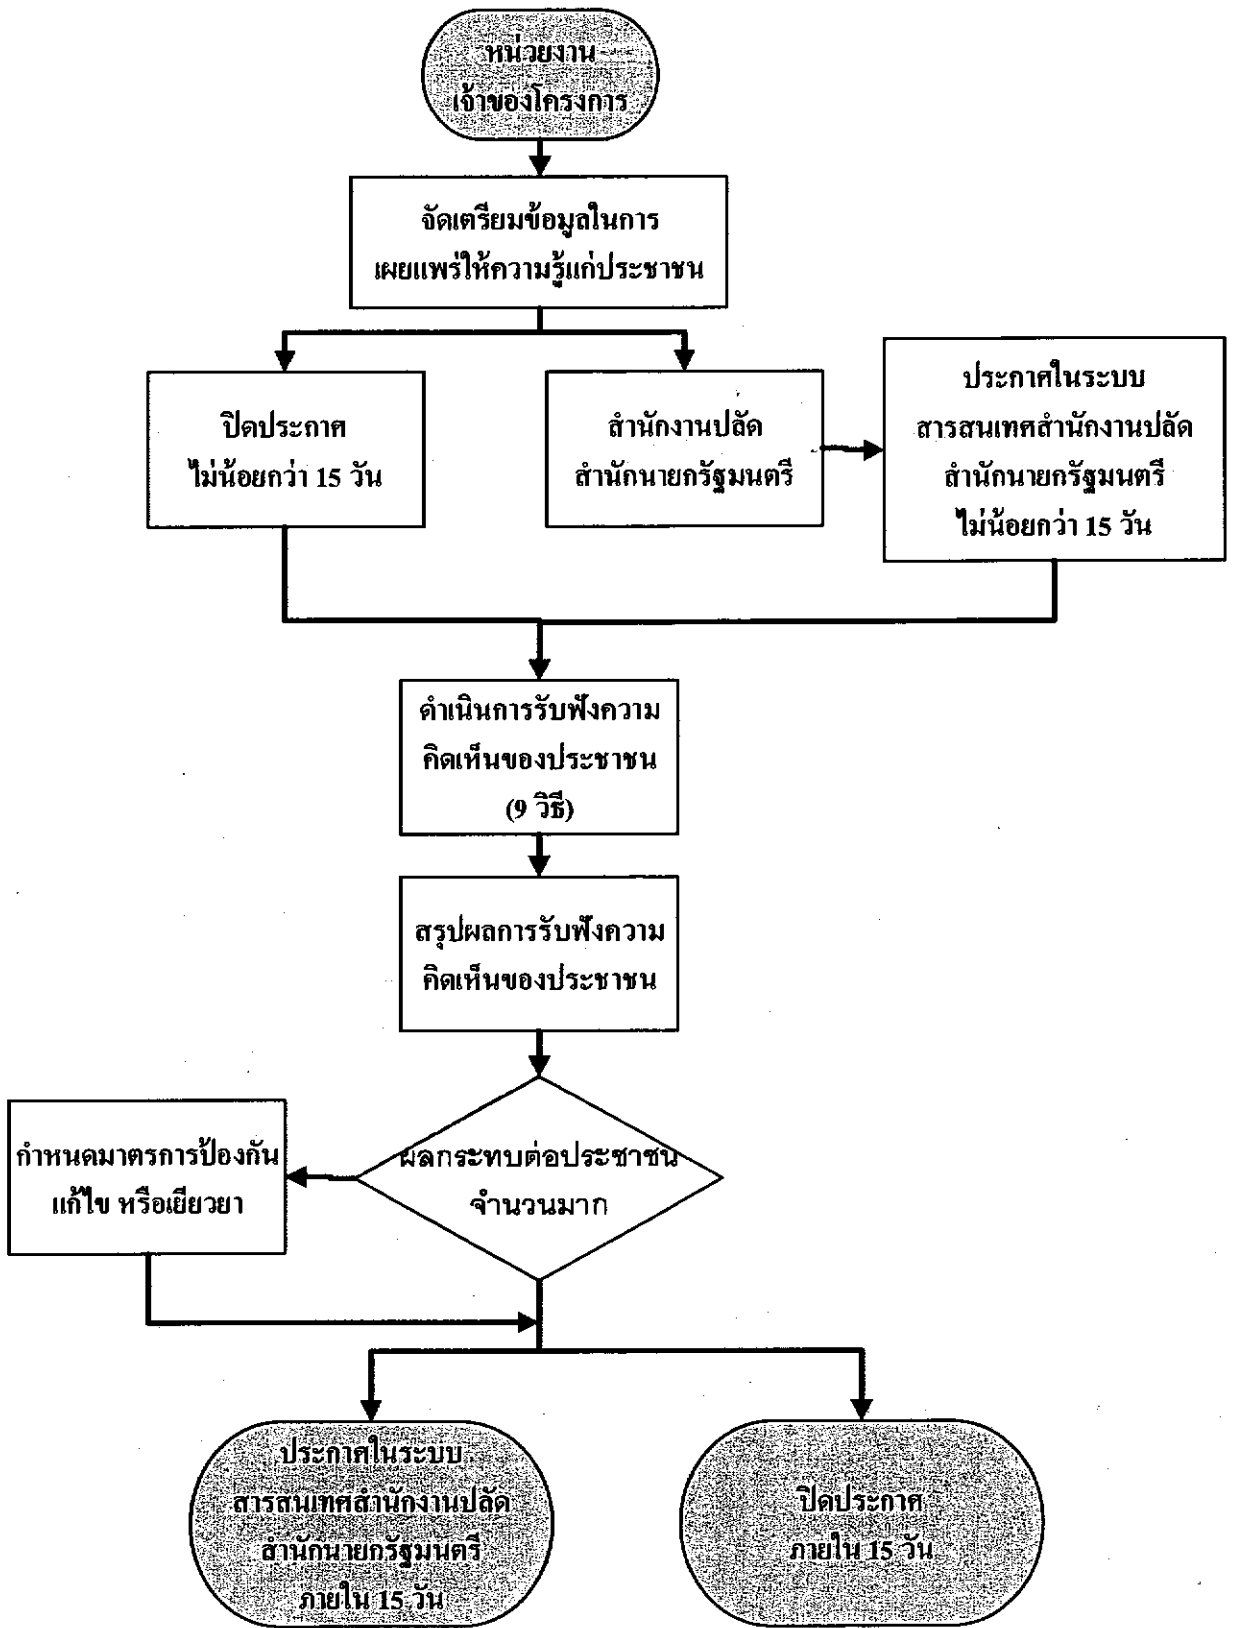 หน่วยงาน
เจ้าของโครงการ
จัดเตรียมข้อมูลในการ
เผยแพร่ให้ความรู้แก่ประชาชน
ปิดประกาศ
ไม่น้อยกว่า 15 วัน
สำนักงานปลัด
สำนักนายกรัฐมนตรี
ประกาศในระบบ
สารสนเทศสำนักงานปลัด
สำนักนายกรัฐมนตรี
ไม่น้อยกว่า 15 วัน
ดำเนินการรับฟังความ
คิดเห็นของประชาชน
(9 วิธี)
สรุปผลการรับฟังความ
คิดเห็นของประชาชน
ผลกระทบต่อประชาชน
จำนวนมาก
กำหนดมาตรการป้องกัน
แก้ไข หรือเยียวยา
ประกาศในระบบ
สารสนเทศสำนักงานปลัด
สำนักนายกรัฐมนตรี
ภายใน 15 วัน
ปิดประกาศ
ภายใน 15 วัน